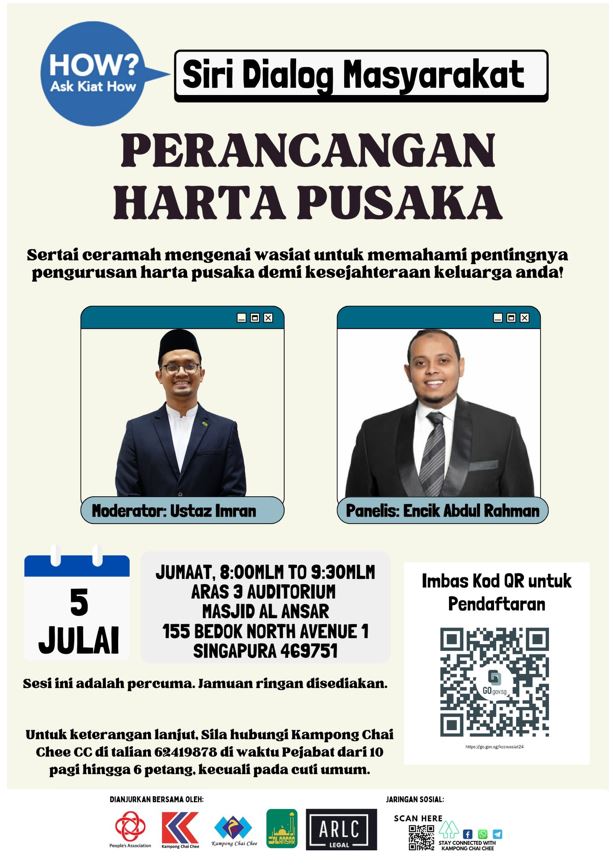 HOW?
Ask Kiat How
Siri Dialog Masyarakat
PERANCANGAN
HARTA PUSAKA
Sertai ceramah mengenai wasiat untuk memahami pentingnya
pengurusan harta pusaka demi kesejahteraan keluarga anda!
Moderator: Ustaz Imran
Panelis: Encik Abdul Rahman
5
JULAI
JUMAAT, 8:00MLM TO 9:30MLM
ARAS 3 AUDITORIUM
MASJID AL ANSAR
155 BEDOK NORTH AVENUE 1
SINGAPURA 469751
Imbas Kod QR untuk
Pendaftaran
GO.gov.sg
Sesi ini adalah percuma. Jamuan ringan disediakan.
Untuk keterangan lanjut, Sila hubungi Kampong Chai
Chee CC di talian 62419878 di waktu Pejabat dari 10
pagi hingga 6 petang, kecuali pada cuti umum.
DIANJURKAN BERSAMA OLEH:
People's Association
Kampong Chai Chee
Kampong Chai Chee
ARLC
LEGAL
JARINGAN SOSIAL:
SCAN HERE
STAY CONNECTED WITH
KAMPONG CHAI CHEE